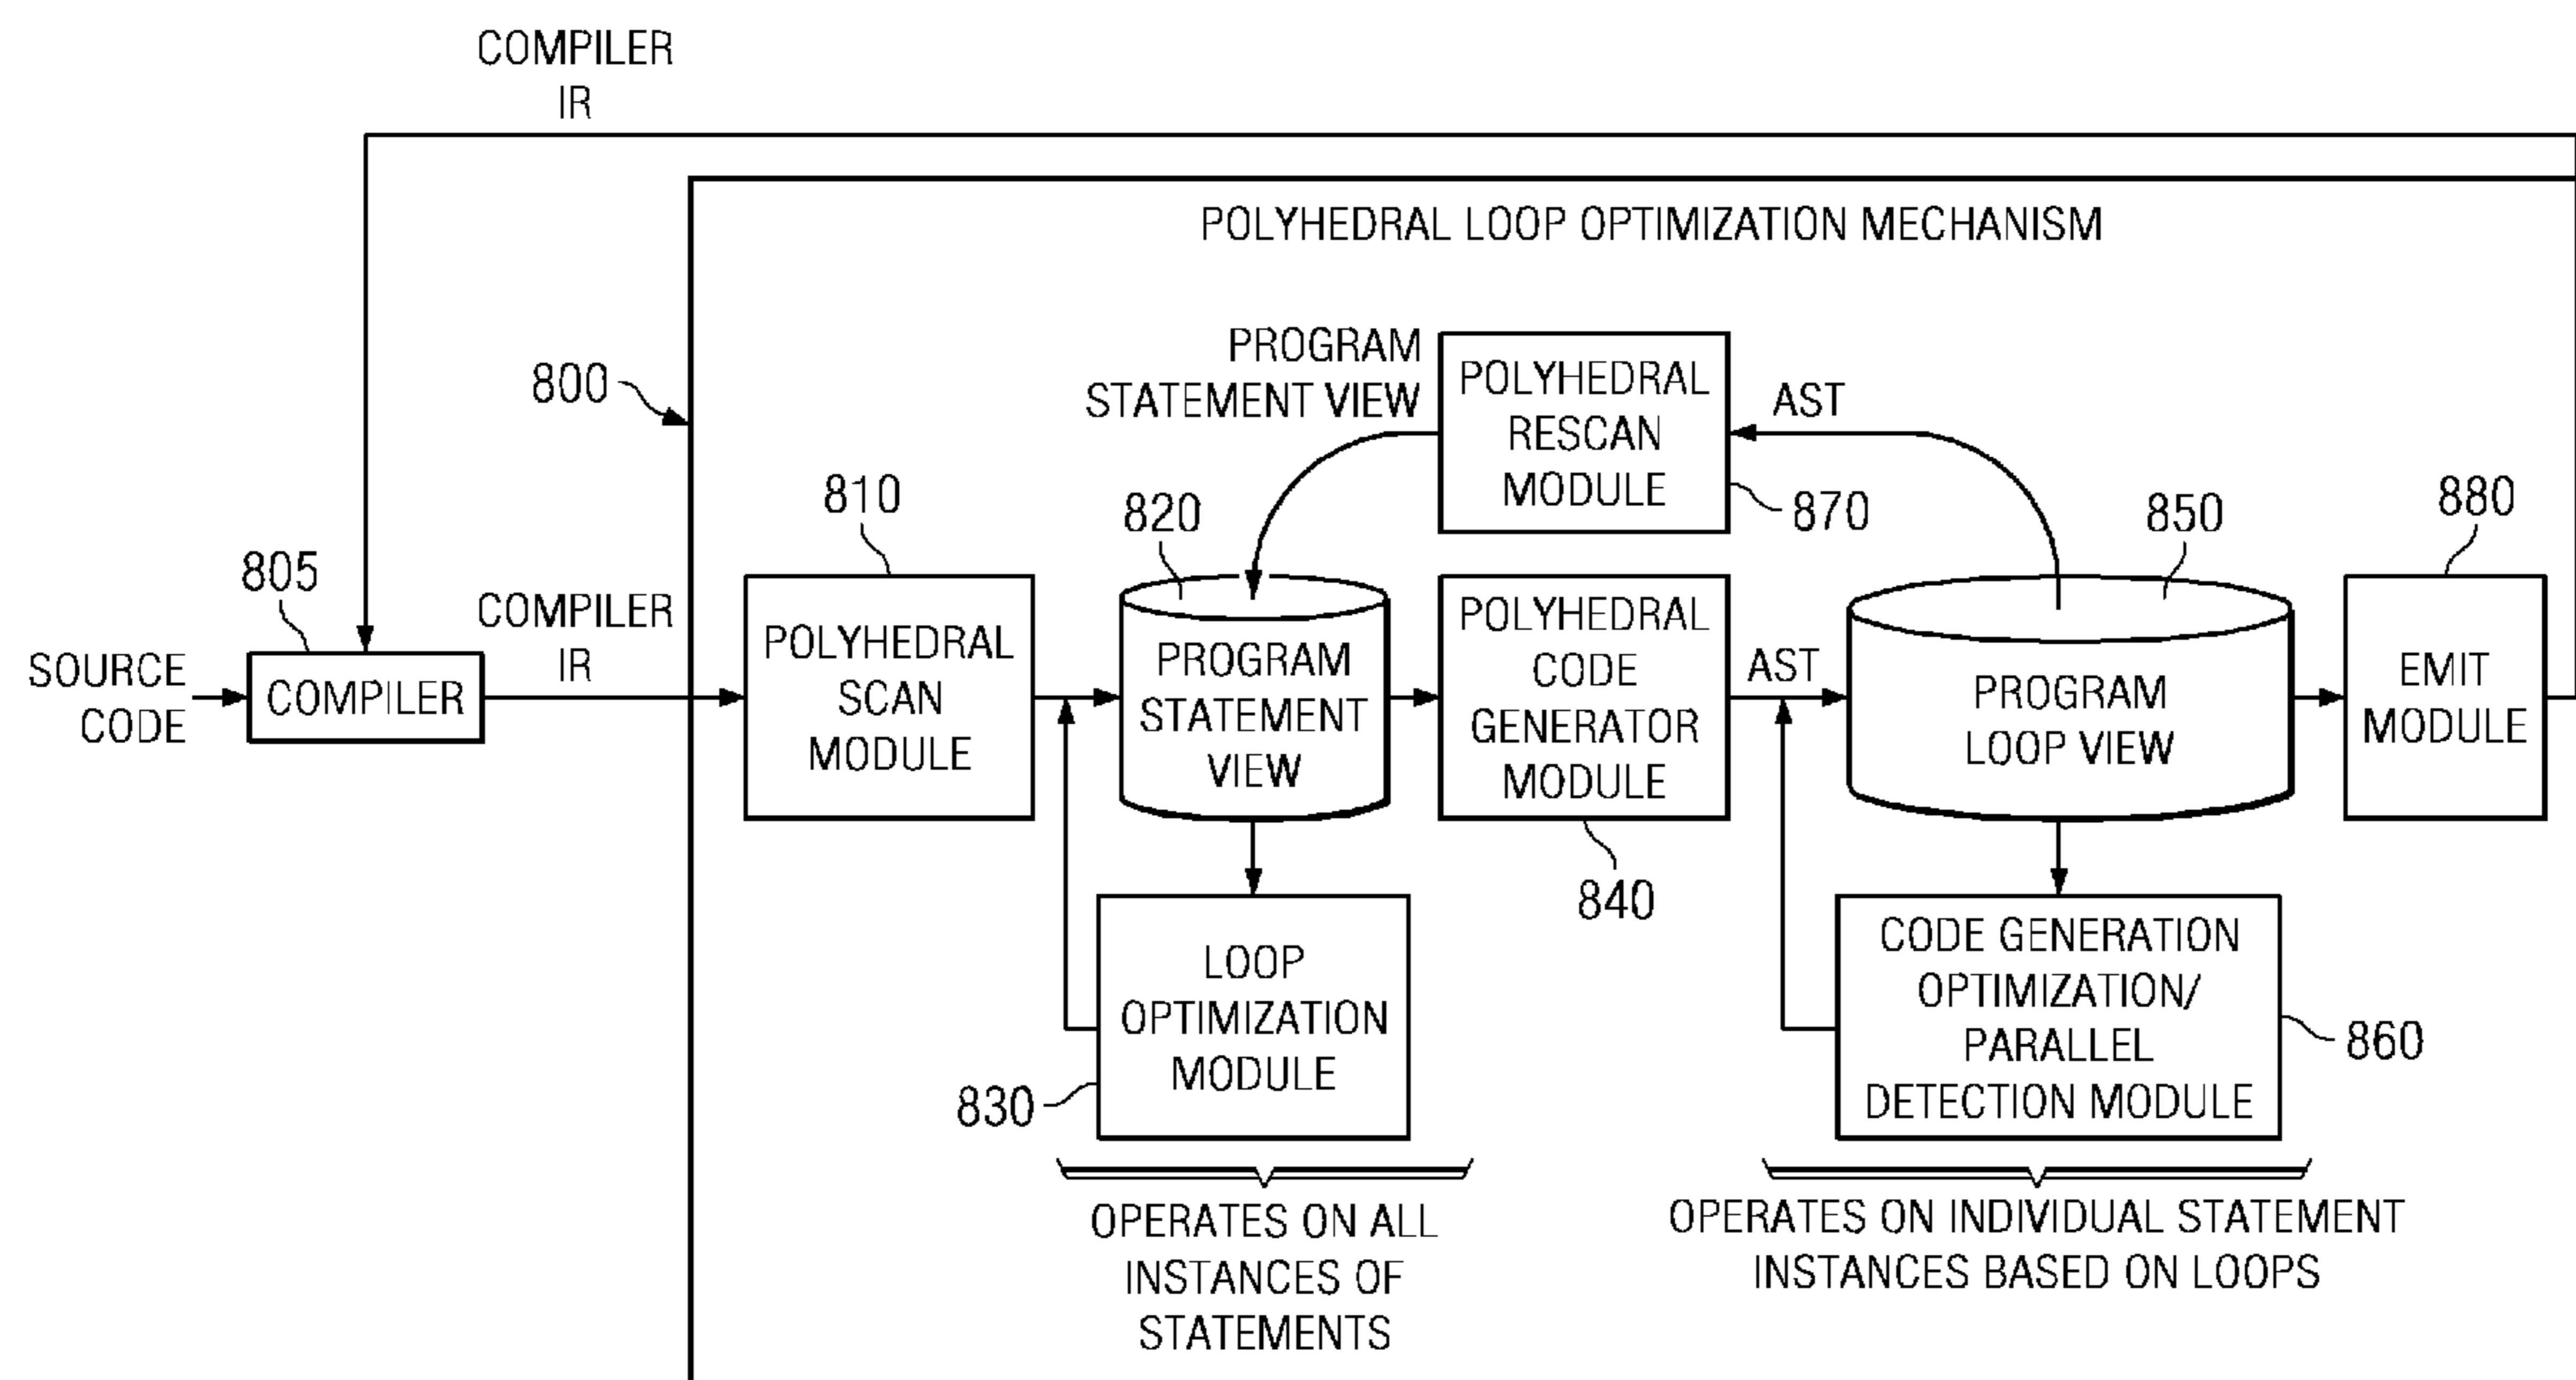 COMPILER
IR
POLYHEDRAL LOOP OPTIMIZATION MECHANISM
800
PROGRAM
STATEMENT VIEW
POLYHEDRAL
RESCAN
MODULE
AST
870
810
820
850
880
805
SOURCE
CODE
COMPILER
COMPILER
IR
POLYHEDRAL
SCAN
MODULE
PROGRAM
STATEMENT
VIEW
POLYHEDRAL
CODE
GENERATOR
MODULE
AST
PROGRAM
LOOP VIEW
EMIT
MODULE
840
LOOP
OPTIMIZATION
MODULE
830
CODE GENERATION
OPTIMIZATION/
PARALLEL
DETECTION MODULE
860
OPERATES ON ALL
INSTANCES OF
STATEMENTS
OPERATES ON INDIVIDUAL STATEMENT
INSTANCES BASED ON LOOPS